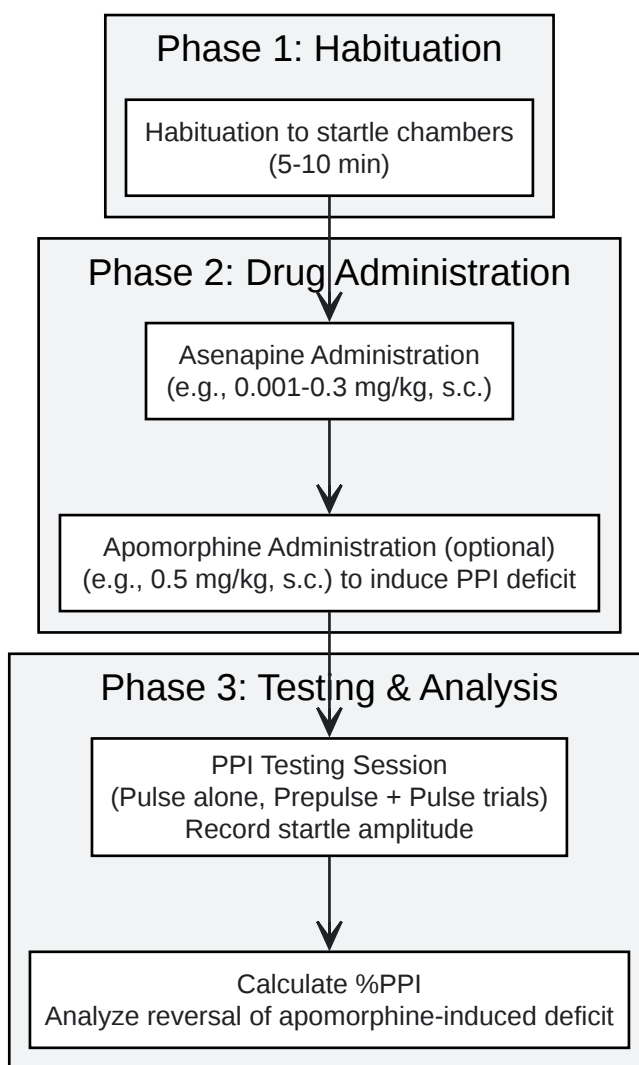 Phase 1: Habituation
Habituation to startle chambers
(5-10 min)
Phase 2: Drug Administration
Asenapine Administration
(e.g., 0.001-0.3 mg/kg, s.c.)
Apomorphine Administration (optional)
(e.g., 0.5 mg/kg, s.c.) to induce PPI deficit
Phase 3: Testing & Analysis
PPI Testing Session
(Pulse alone, Prepulse + Pulse trials)
Record startle amplitude
Calculate %PPI
Analyze reversal of apomorphine-induced deficit